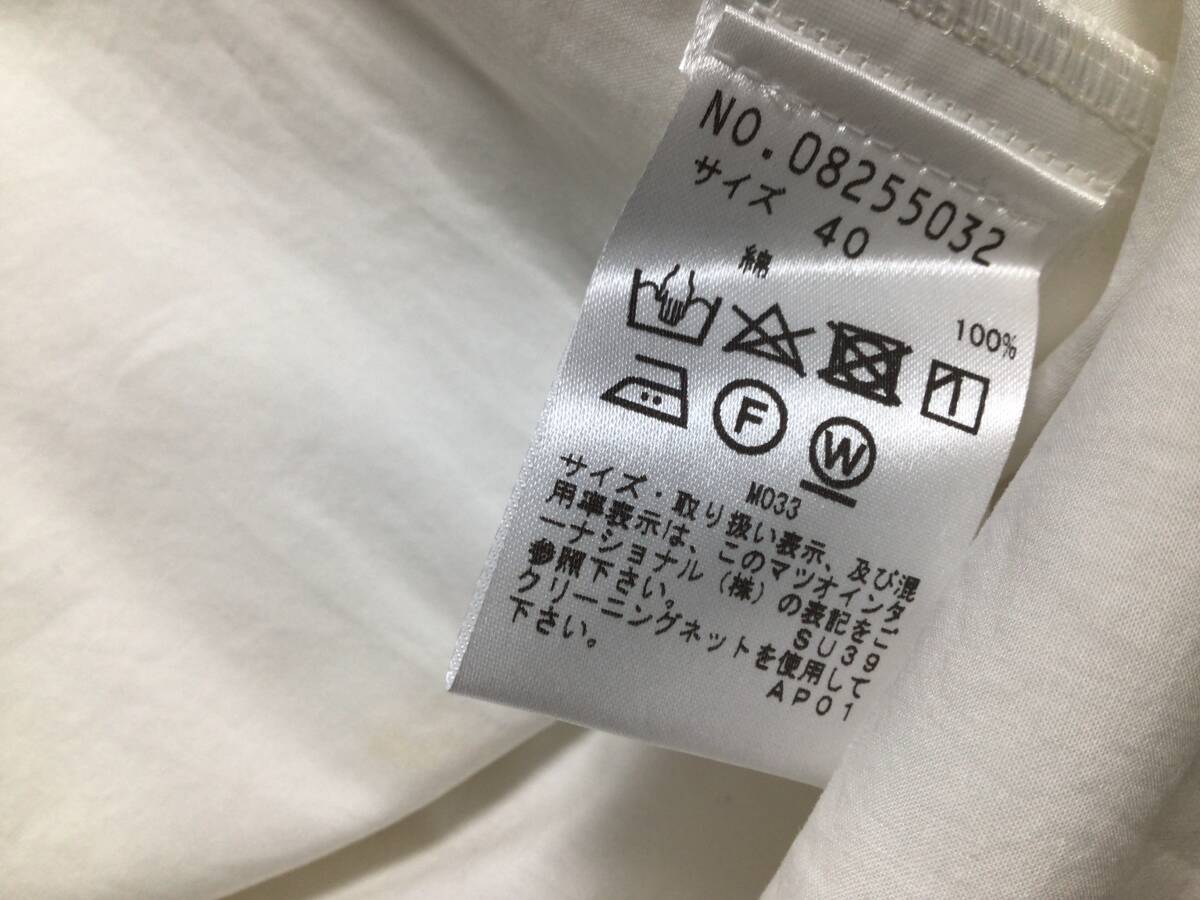 NO.08255032
サイズ 40
綿 100%
F W
M033
サイズ・取り扱い表示、及び混
用率表示は、このマツオインタ
ーナショナル(株)の表記をご
参照下さい。 SU39
クリーニングネットを使用して
下さい。 AP01